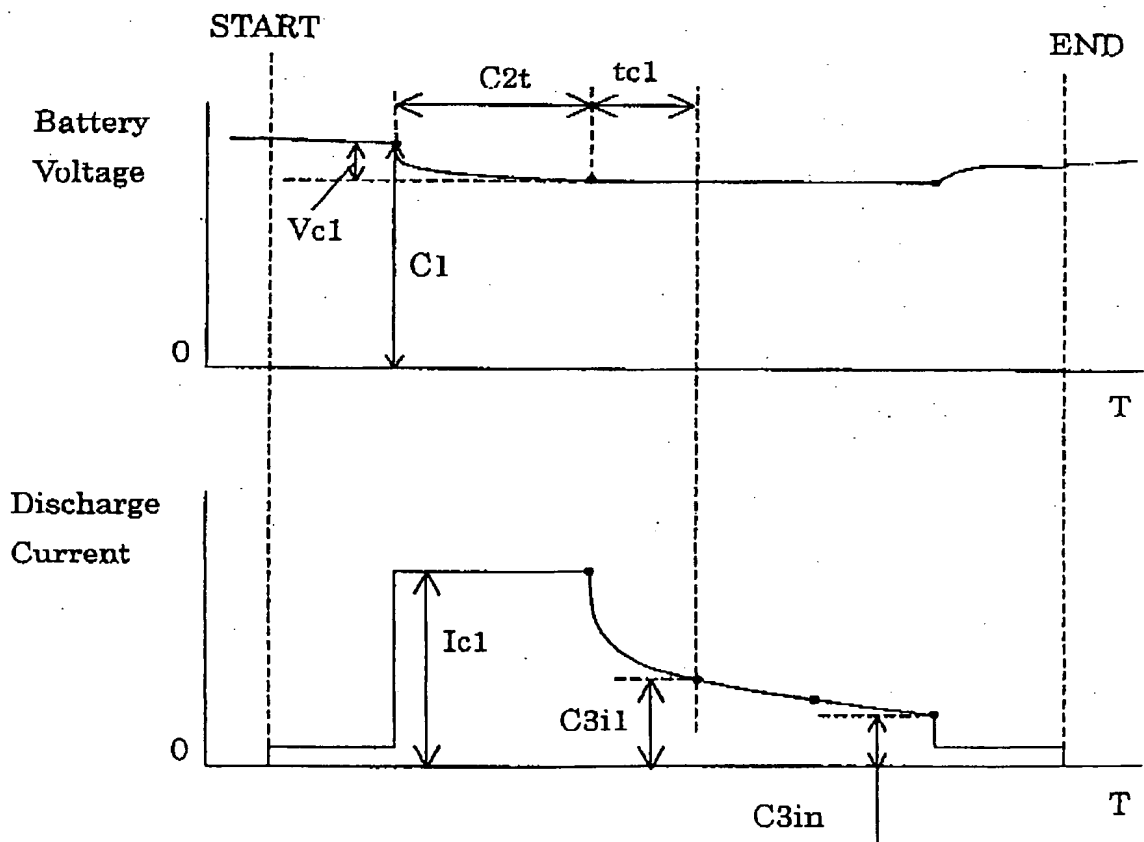 START
END
C2t
tc1
Battery
Voltage
Vc1
C1
0
T
Discharge
Current
Ic1
C3i1
0
C3in
T